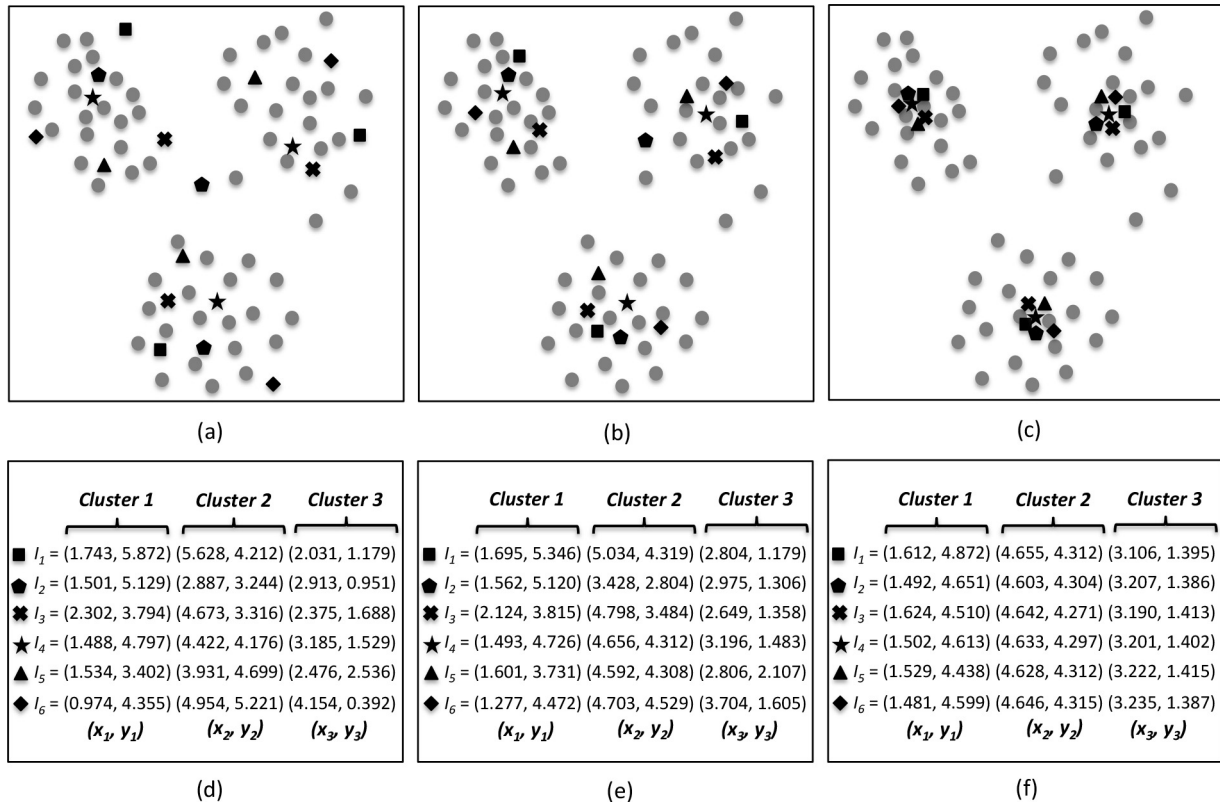 (a)
(b)
(c)
Cluster 1 Cluster 2 Cluster 3
I1 = (1.743, 5.872) (5.628, 4.212) (2.031, 1.179)
I2 = (1.501, 5.129) (2.887, 3.244) (2.913, 0.951)
I3 = (2.302, 3.794) (4.673, 3.316) (2.375, 1.688)
I4 = (1.488, 4.797) (4.422, 4.176) (3.185, 1.529)
I5 = (1.534, 3.402) (3.931, 4.699) (2.476, 2.536)
I6 = (0.974, 4.355) (4.954, 5.221) (4.154, 0.392)
(x1, y1) (x2, y2) (x3, y3)
(d)
Cluster 1 Cluster 2 Cluster 3
I1 = (1.695, 5.346) (5.034, 4.319) (2.804, 1.179)
I2 = (1.562, 5.120) (3.428, 2.804) (2.975, 1.306)
I3 = (2.124, 3.815) (4.798, 3.484) (2.649, 1.358)
I4 = (1.493, 4.726) (4.656, 4.312) (3.196, 1.483)
I5 = (1.601, 3.731) (4.592, 4.308) (2.806, 2.107)
I6 = (1.277, 4.472) (4.703, 4.529) (3.704, 1.605)
(x1, y1) (x2, y2) (x3, y3)
(e)
Cluster 1 Cluster 2 Cluster 3
I1 = (1.612, 4.872) (4.655, 4.312) (3.106, 1.395)
I2 = (1.492, 4.651) (4.603, 4.304) (3.207, 1.386)
I3 = (1.624, 4.510) (4.642, 4.271) (3.190, 1.413)
I4 = (1.502, 4.613) (4.633, 4.297) (3.201, 1.402)
I5 = (1.529, 4.438) (4.628, 4.312) (3.222, 1.415)
I6 = (1.481, 4.599) (4.646, 4.315) (3.235, 1.387)
(x1, y1) (x2, y2) (x3, y3)
(f)